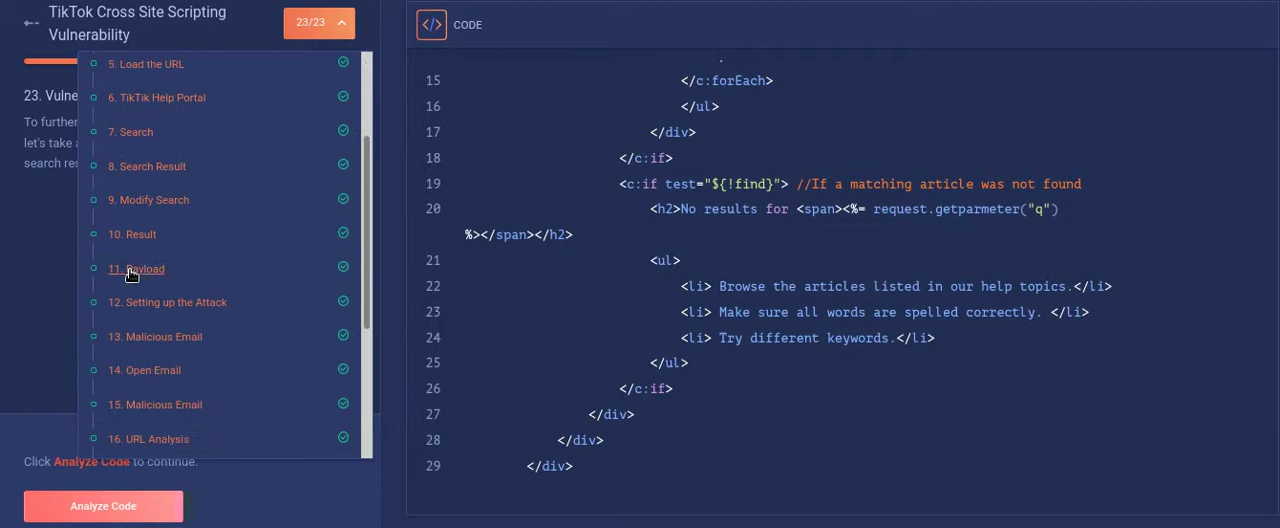 TikTok Cross Site Scripting
Vulnerability
23/23
5. Load the URL
6. TikTik Help Portal
7. Search
8. Search Result
9. Modify Search
10. Result
11. Payload
12. Setting up the Attack
13. Malicious Email
14. Open Email
15. Malicious Email
16. URL Analysis
23. Vulne
To further
let's take a
search res
Click Analyze Code to continue.
Analyze Code
</> CODE
15 </c:forEach>
16 </ul>
17 </div>
18 </c:if>
19 <c:if test="${!find}"> //If a matching article was not found
20 <h2>No results for <span><%= request.getparmeter("q")
%></span></h2>
21 <ul>
22 <li> Browse the articles listed in our help topics.</li>
23 <li> Make sure all words are spelled correctly. </li>
24 <li> Try different keywords.</li>
25 </ul>
26 </c:if>
27 </div>
28 </div>
29 </div>